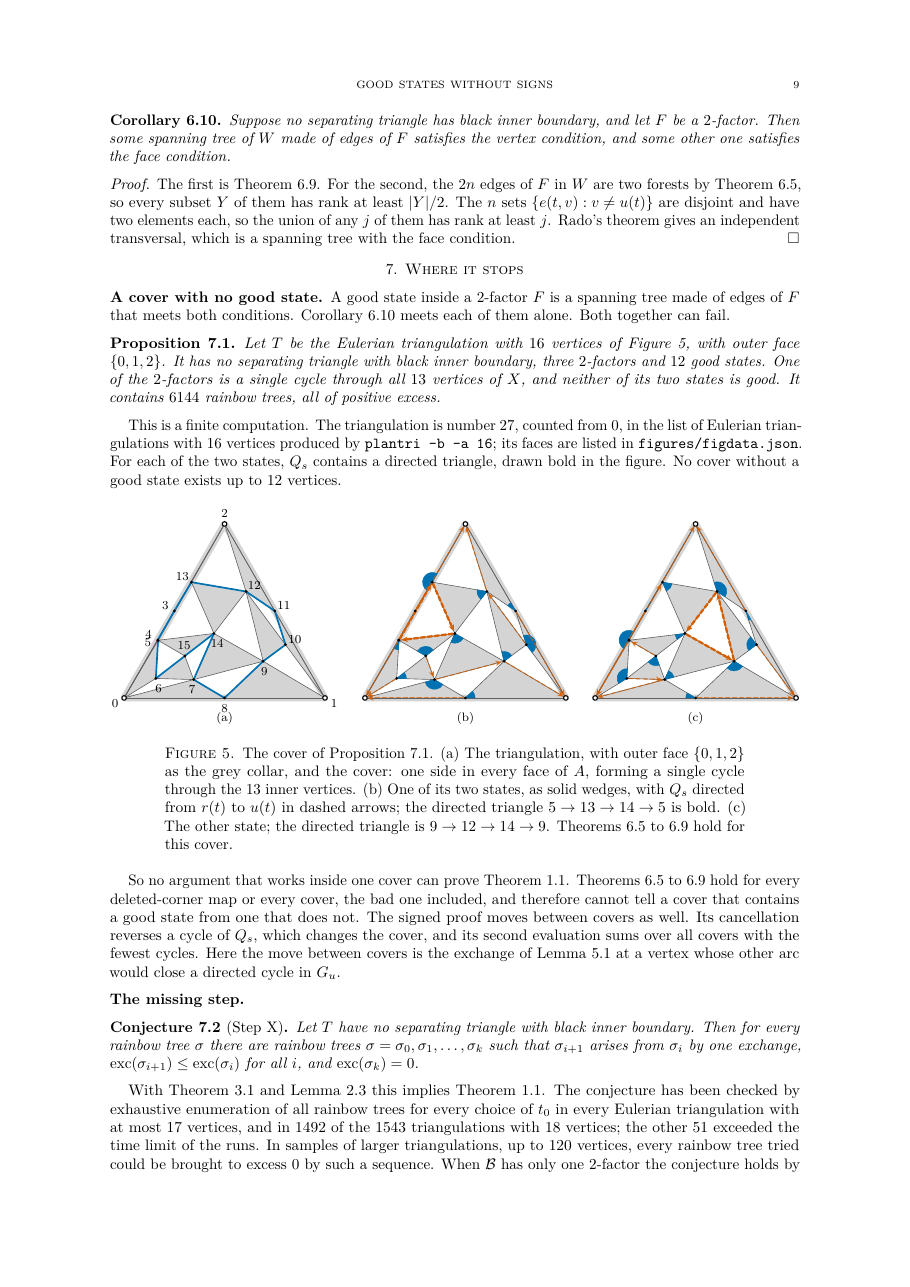 GOOD STATES WITHOUT SIGNS 9
Corollary 6.10. Suppose no separating triangle has black inner boundary, and let F be a 2-factor. Then
some spanning tree of W made of edges of F satisfies the vertex condition, and some other one satisfies
the face condition.
Proof. The first is Theorem 6.9. For the second, the 2n edges of F in W are two forests by Theorem 6.5,
so every subset Y of them has rank at least |Y|/2. The n sets {e(t, v) : v ≠ u(t)} are disjoint and have
two elements each, so the union of any j of them has rank at least j. Rado's theorem gives an independent
transversal, which is a spanning tree with the face condition. □
7. Where it stops
A cover with no good state. A good state inside a 2-factor F is a spanning tree made of edges of F
that meets both conditions. Corollary 6.10 meets each of them alone. Both together can fail.
Proposition 7.1. Let T be the Eulerian triangulation with 16 vertices of Figure 5, with outer face
{0, 1, 2}. It has no separating triangle with black inner boundary, three 2-factors and 12 good states. One
of the 2-factors is a single cycle through all 13 vertices of X, and neither of its two states is good. It
contains 6144 rainbow trees, all of positive excess.
This is a finite computation. The triangulation is number 27, counted from 0, in the list of Eulerian trian-
gulations with 16 vertices produced by plantri -b -a 16; its faces are listed in figures/figdata.json.
For each of the two states, Qs contains a directed triangle, drawn bold in the figure. No cover without a
good state exists up to 12 vertices.
2
13
12
3
11
4
5
15
14
10
9
6
7
0
8
1
(a)
(b)
(c)
Figure 5. The cover of Proposition 7.1. (a) The triangulation, with outer face {0, 1, 2}
as the grey collar, and the cover: one side in every face of A, forming a single cycle
through the 13 inner vertices. (b) One of its two states, as solid wedges, with Qs directed
from r(t) to u(t) in dashed arrows; the directed triangle 5 → 13 → 14 → 5 is bold. (c)
The other state; the directed triangle is 9 → 12 → 14 → 9. Theorems 6.5 to 6.9 hold for
this cover.
So no argument that works inside one cover can prove Theorem 1.1. Theorems 6.5 to 6.9 hold for every
deleted-corner map or every cover, the bad one included, and therefore cannot tell a cover that contains
a good state from one that does not. The signed proof moves between covers as well. Its cancellation
reverses a cycle of Qs, which changes the cover, and its second evaluation sums over all covers with the
fewest cycles. Here the move between covers is the exchange of Lemma 5.1 at a vertex whose other arc
would close a directed cycle in Gu.
The missing step.
Conjecture 7.2 (Step X). Let T have no separating triangle with black inner boundary. Then for every
rainbow tree σ there are rainbow trees σ = σ0, σ1, . . . , σk such that σi+1 arises from σi by one exchange,
exc(σi+1) ≤ exc(σi) for all i, and exc(σk) = 0.
With Theorem 3.1 and Lemma 2.3 this implies Theorem 1.1. The conjecture has been checked by
exhaustive enumeration of all rainbow trees for every choice of t0 in every Eulerian triangulation with
at most 17 vertices, and in 1492 of the 1543 triangulations with 18 vertices; the other 51 exceeded the
time limit of the runs. In samples of larger triangulations, up to 120 vertices, every rainbow tree tried
could be brought to excess 0 by such a sequence. When B has only one 2-factor the conjecture holds by